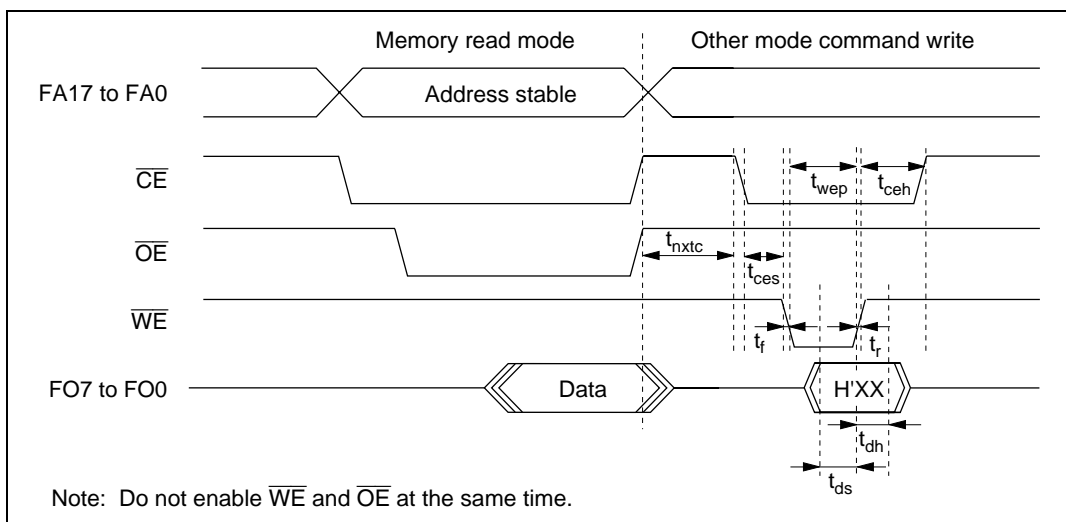 Memory read mode
Other mode command write
FA17 to FA0
Address stable
CE
twep
tceh
OE
tnxtc
tces
WE
tf
tr
FO7 to FO0
Data
H'XX
tdh
tds
Note: Do not enable WE and OE at the same time.